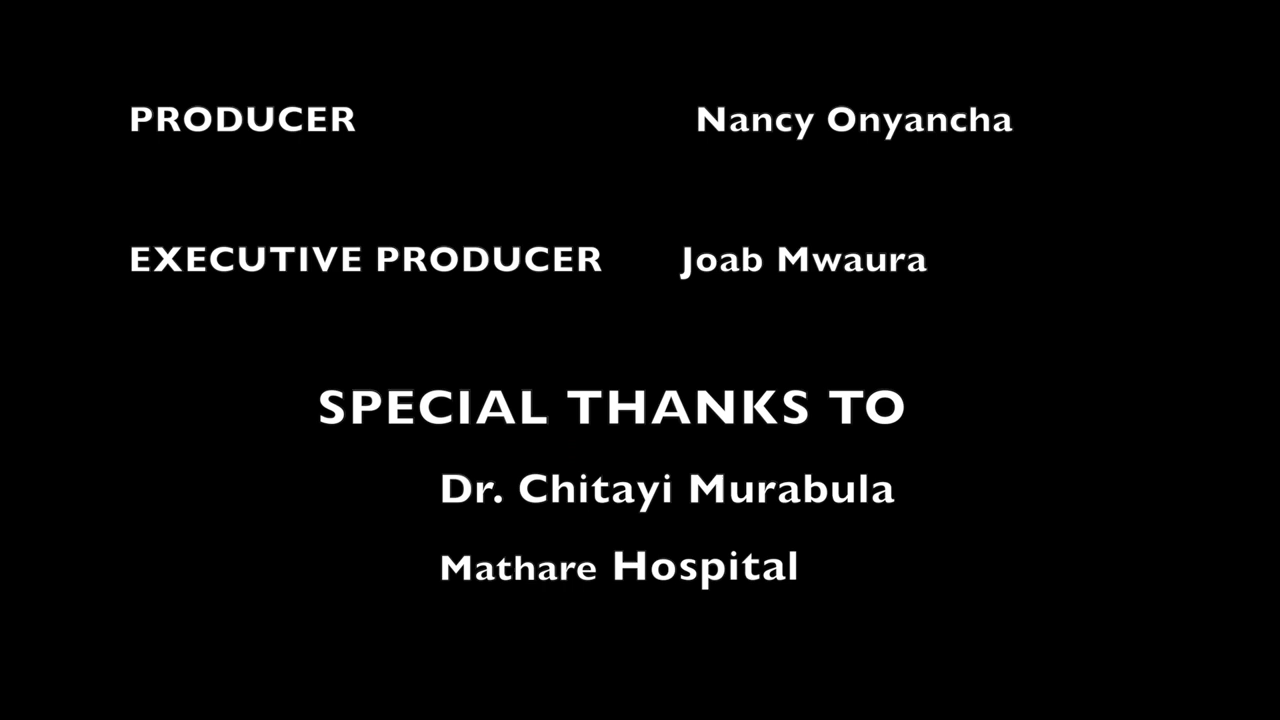 PRODUCER Nancy Onyancha
EXECUTIVE PRODUCER Joab Mwaura
SPECIAL THANKS TO
Dr. Chitayi Murabula
Mathare Hospital